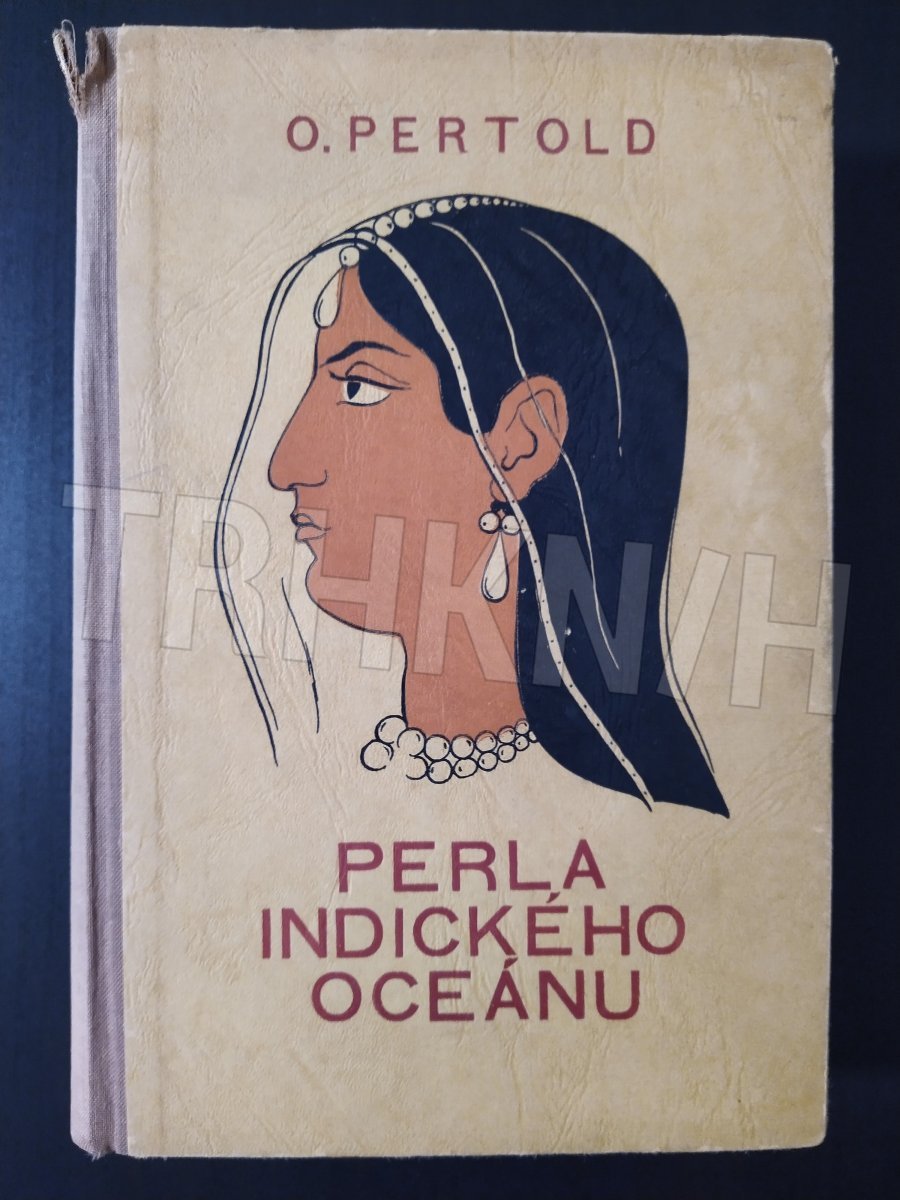 O. PERTOLD
TRHKNIH
PERLA
INDICKÉHO
OCEÁNU